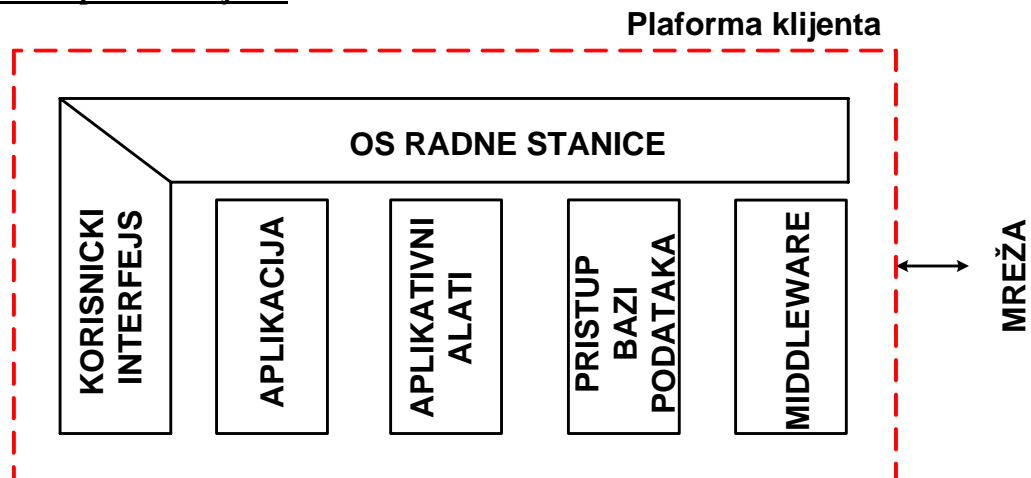 Plaforma klijenta
OS RADNE STANICE
KORISNICKI
INTERFEJS
APLIKACIJA
APLIKATIVNI
ALATI
PRISTUP
BAZI
PODATAKA
MIDDLEWARE
MREŽA